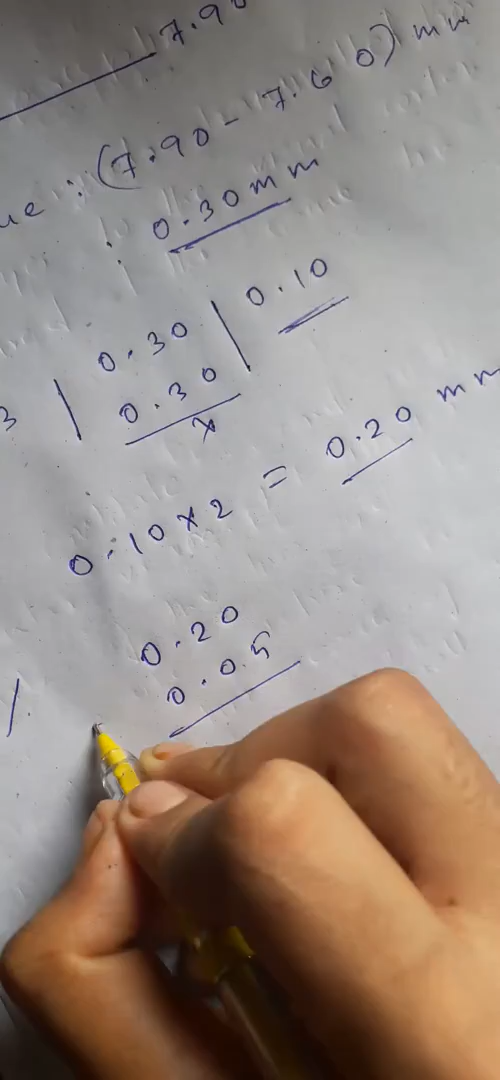 7.90
ue : (7.90 - 7.60) mm
: 0.30 mm
3 | 0.30 | 0.10
0.30
x
0.10 x 2 = 0.20 mm
0.20
0.05